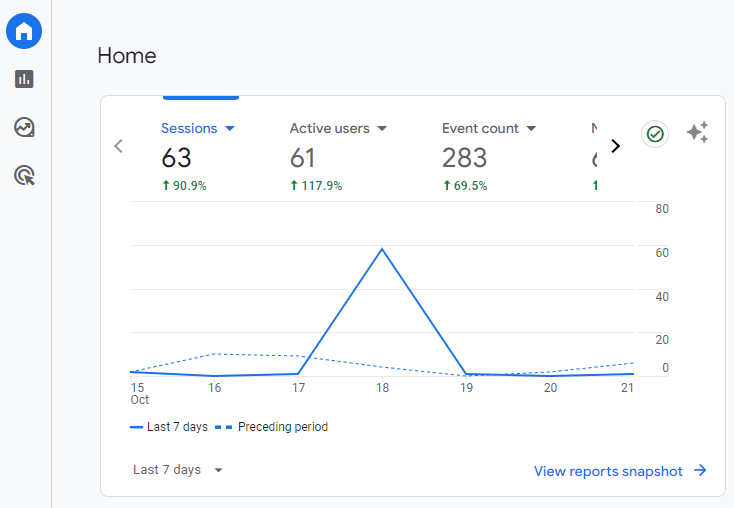 Home
Sessions Active users Event count
63 61 283
90.9% 117.9% 69.5%
80
60
40
20
0
15 16 17 18 19 20 21
Oct
Last 7 days Preceding period
Last 7 days View reports snapshot